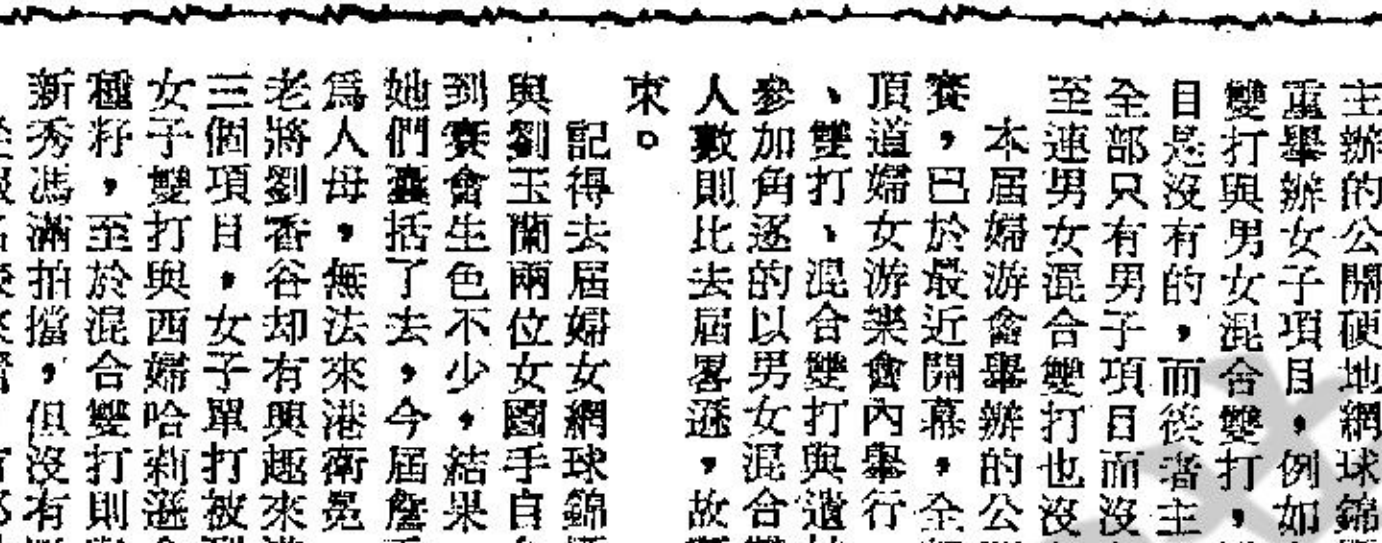 主辦的公開硬地網球錦
重舉辦女子項目，例如
雙打與男女混合雙打，
目是沒有的，而後者主
全部只有男子項目而沒
至連男女混合雙打也沒
本屆婦游會舉辦的公
賽，已於最近開幕，全
頂道婦女游樂會內舉行
、雙打、混合雙打與遺
參加角逐的以男女混合
人數則比去屆畧遜，故
束。
記得去屆婦女網球錦
與劉玉蘭兩位女國手自
到賽會生色不少，結果
她們囊括了去，今屆詹
為人母，無法來港衛冕
老將劉香谷却有興趣來
三個項目，女子單打被
女子雙打與西婦哈莉遜
種籽，至於混合雙打則
新秀馮滿拍擋，但沒有